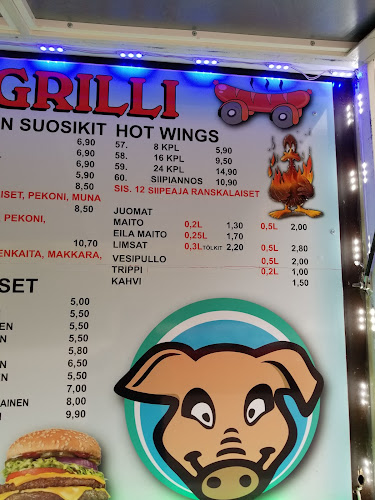 GRILLI
N SUOSIKIT HOT WINGS
6,90 57. 8 KPL 5,90
6,90 58. 16 KPL 9,50
5,90 59. 24 KPL 14,90
8,50 60. SIIPIANNOS 10,90
ISET, PEKONI, MUNA SIS. 12 SIIPEÄJA RANSKALAISET
8,50 JUOMAT
PEKONI, MAITO 0,2L 1,30 0,5L 2,00
EILA MAITO 0,25L 1,70
10,70 LIMSAT 0,3L TÖLKIT 2,20 0,5L 2,80
ENKAITA, MAKKARA, VESIPULLO 0,5L 2,00
TRIPPI 0,2L 1,00
KAHVI 1,50
SET
5,00
5,50
EN 5,50
N 5,50
5,80
N 6,50
EN 5,50
7,00
AINEN 8,00
N 9,90